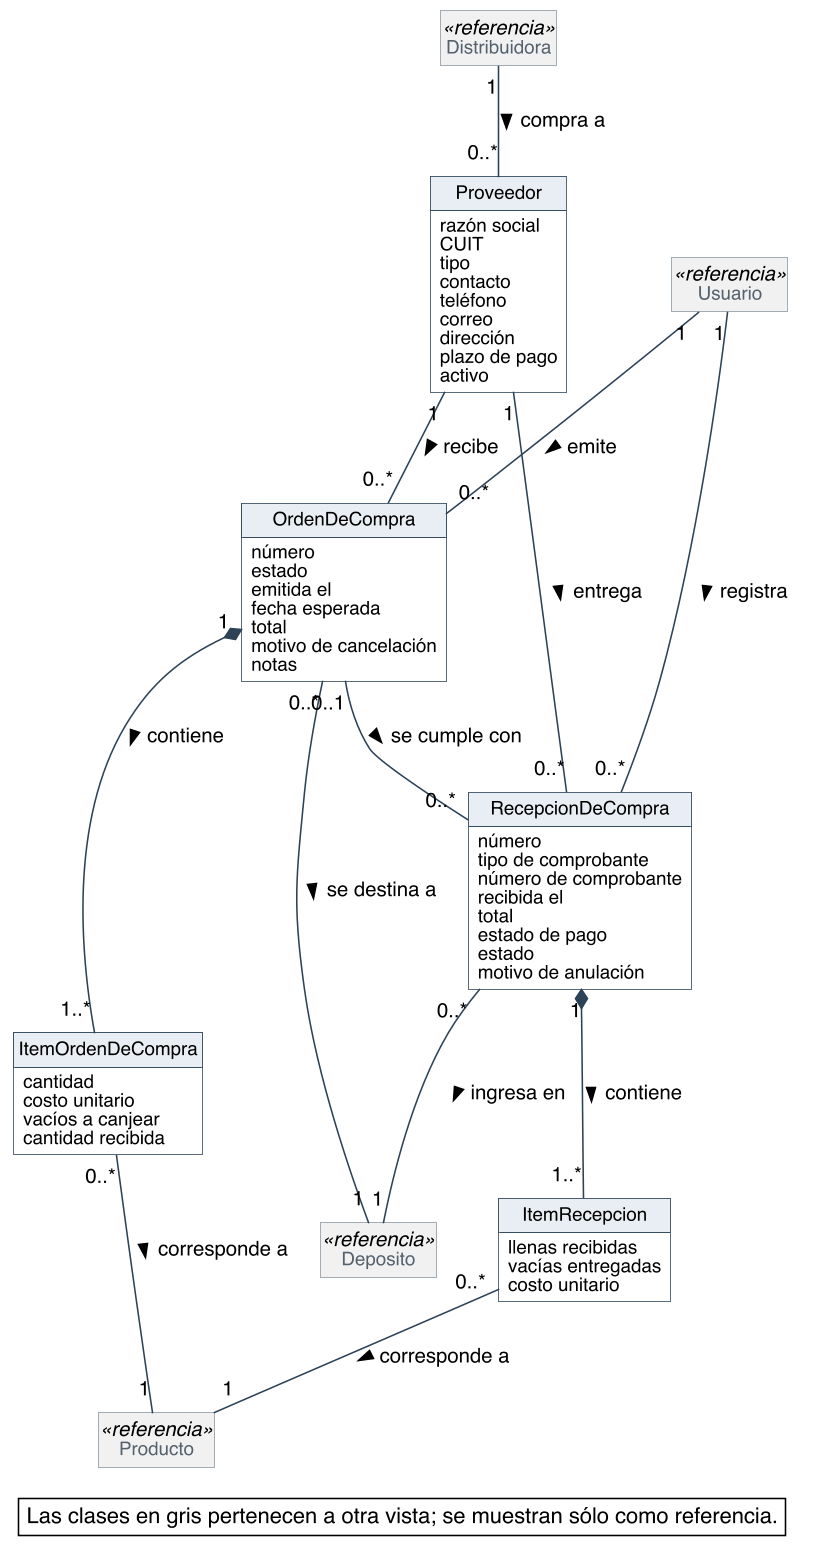 «referencia»
Distribuidora
1
compra a
0..*
Proveedor
razón social
CUIT
tipo
contacto
teléfono
correo
dirección
plazo de pago
activo
«referencia»
Usuario
1
1
1
1
recibe
emite
0..*
0..*
OrdenDeCompra
número
estado
emitida el
fecha esperada
total
motivo de cancelación
notas
entrega
registra
1
0..*
0..1
contiene
se cumple con
0..*
0..*
0..*
RecepcionDeCompra
número
tipo de comprobante
número de comprobante
recibida el
total
estado de pago
estado
motivo de anulación
se destina a
1..*
0..*
1
ItemOrdenDeCompra
cantidad
costo unitario
vacíos a canjear
cantidad recibida
ingresa en
contiene
0..*
1
1
1..*
«referencia»
Deposito
ItemRecepcion
llenas recibidas
vacías entregadas
costo unitario
corresponde a
0..*
corresponde a
1
1
«referencia»
Producto
Las clases en gris pertenecen a otra vista; se muestran sólo como referencia.